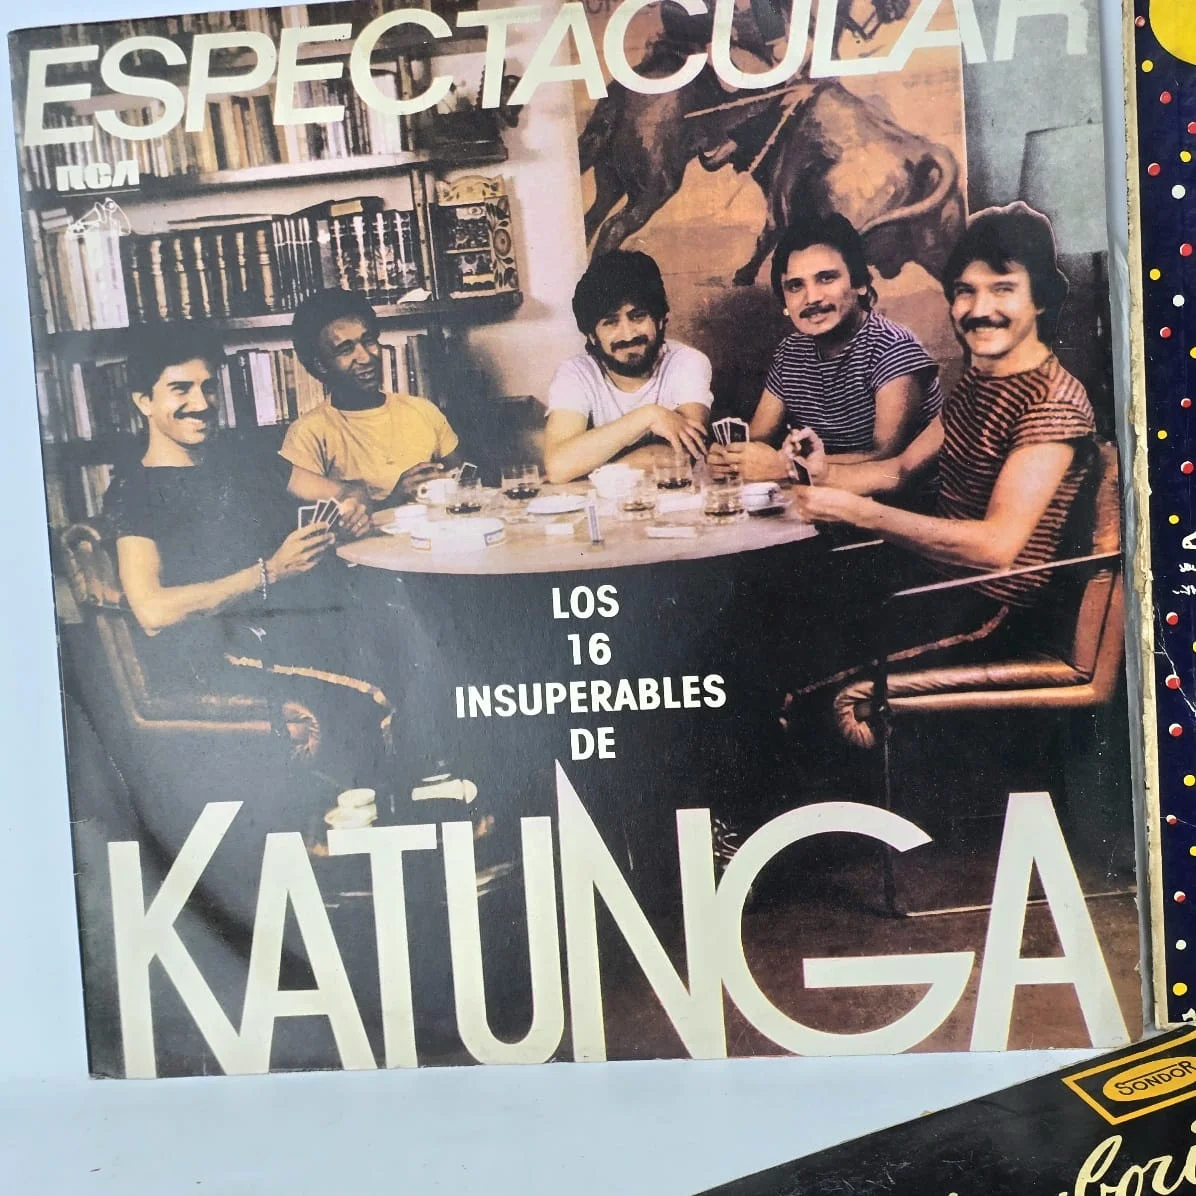 ESPECTACULAR
RCA
LOS
16
INSUPERABLES
DE
KATUNGA
SONDOR